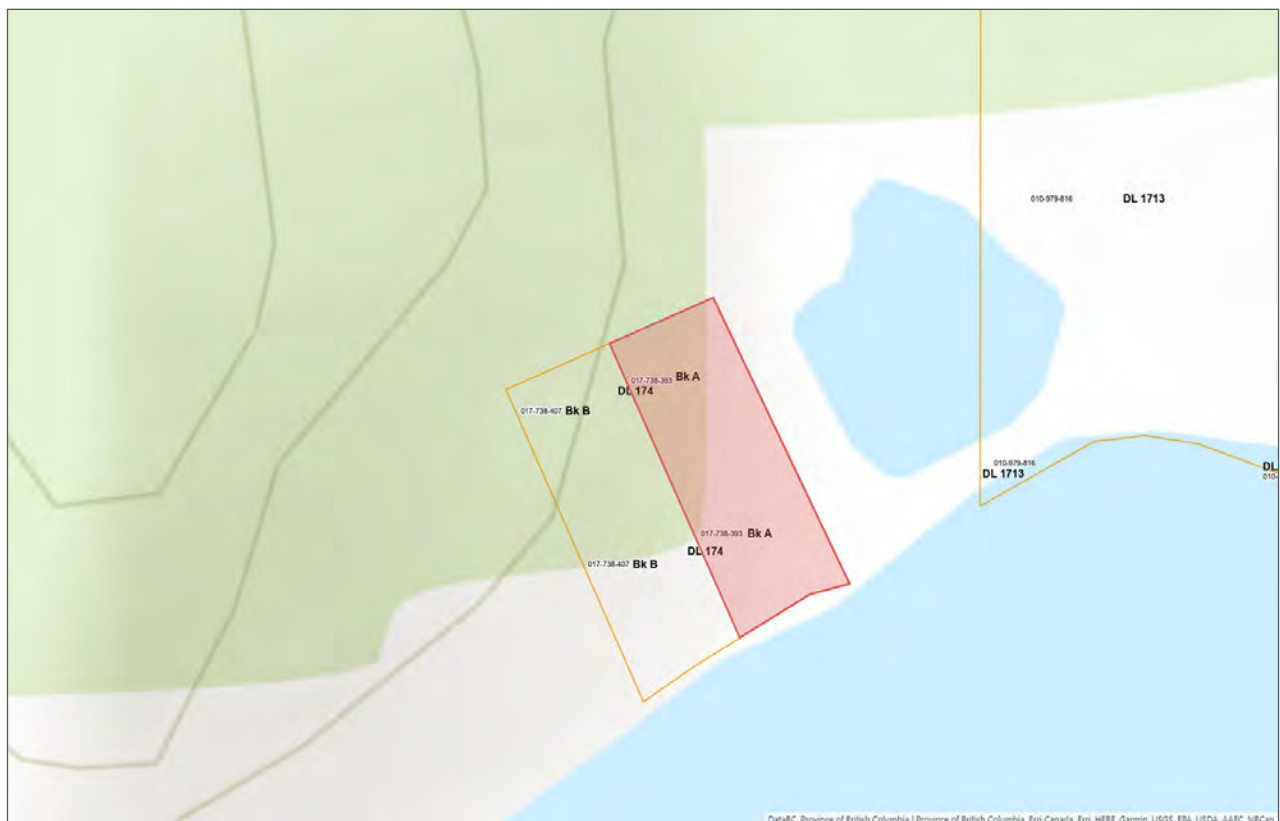 010-979-816 DL 1713
017-738-393 Bk A
DL 174
017-738-407 Bk B
010-979-816
DL 1713
DL
010-
017-738-393 Bk A
DL 174
017-738-407 Bk B
DataBC, Province of British Columbia | Province of British Columbia, Esri Canada, Esri, HERE, Garmin, USGS, EPA, USDA, AAFC, NRCan